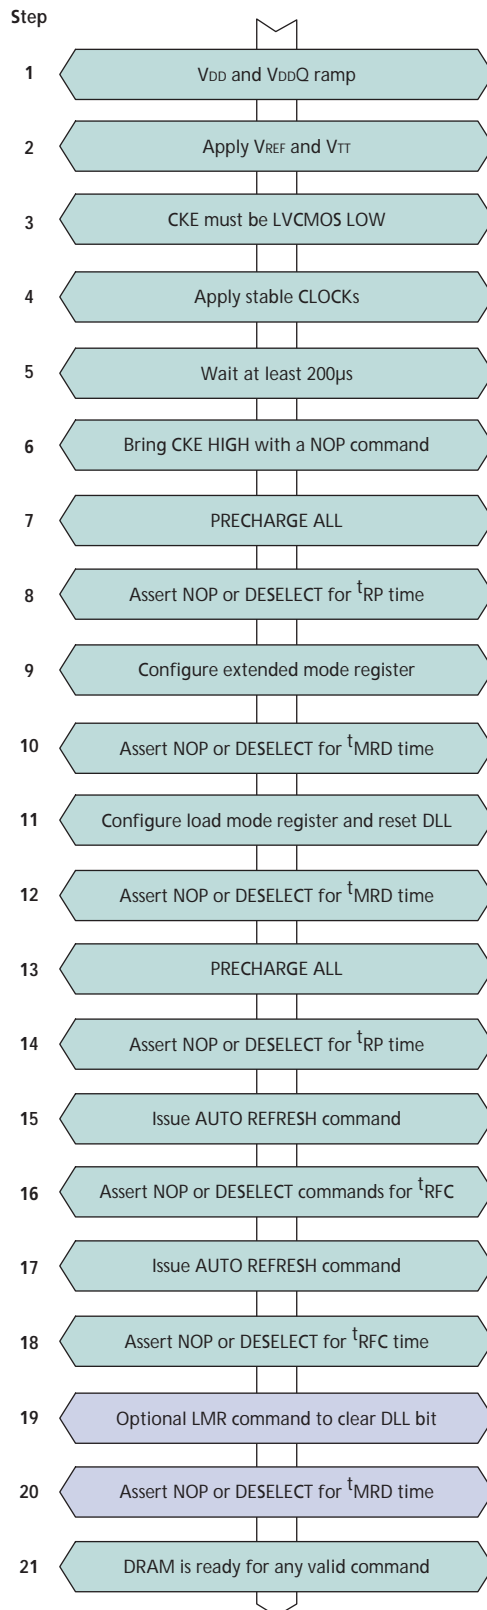 Step
1 VDD and VDDQ ramp
2 Apply VREF and VTT
3 CKE must be LVCMOS LOW
4 Apply stable CLOCKs
5 Wait at least 200µs
6 Bring CKE HIGH with a NOP command
7 PRECHARGE ALL
8 Assert NOP or DESELECT for tRP time
9 Configure extended mode register
10 Assert NOP or DESELECT for tMRD time
11 Configure load mode register and reset DLL
12 Assert NOP or DESELECT for tMRD time
13 PRECHARGE ALL
14 Assert NOP or DESELECT for tRP time
15 Issue AUTO REFRESH command
16 Assert NOP or DESELECT commands for tRFC
17 Issue AUTO REFRESH command
18 Assert NOP or DESELECT for tRFC time
19 Optional LMR command to clear DLL bit
20 Assert NOP or DESELECT for tMRD time
21 DRAM is ready for any valid command